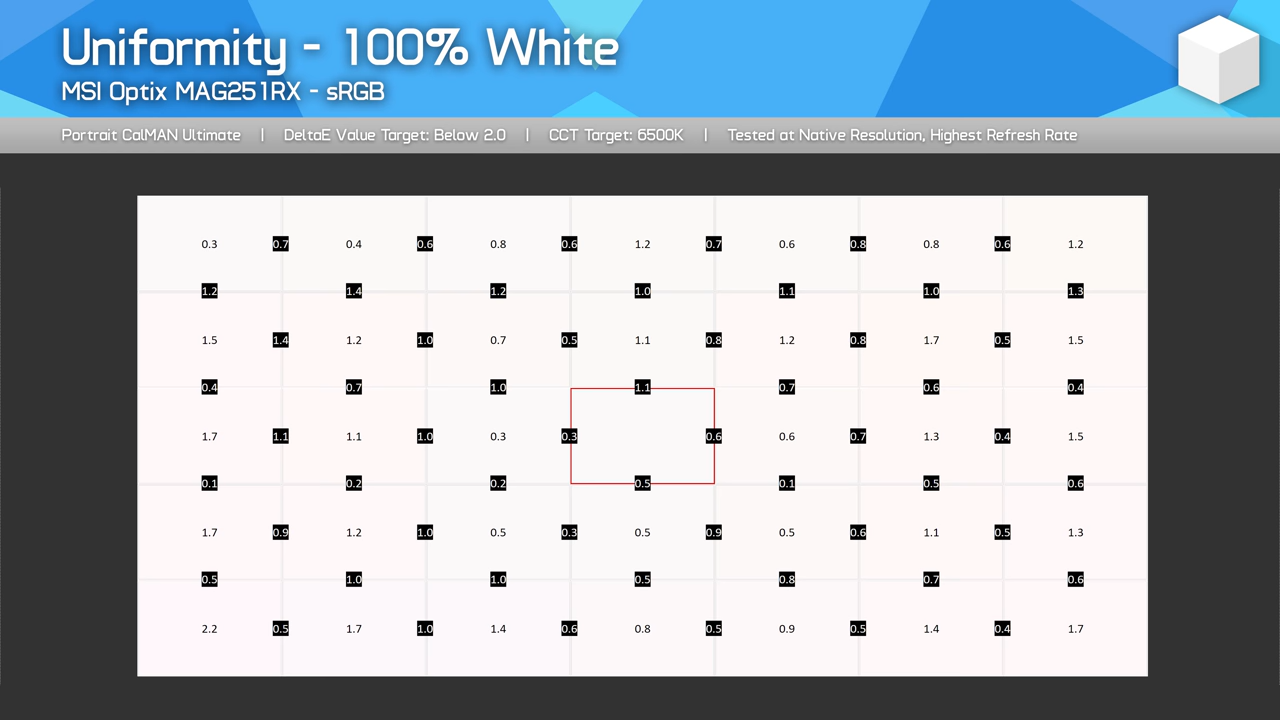 Uniformity - 100% White
MSI Optix MAG251RX - sRGB
Portrait CalMAN Ultimate | DeltaE Value Target: Below 2.0 | CCT Target: 6500K | Tested at Native Resolution, Highest Refresh Rate
0.3 0.7 0.4 0.6 0.8 0.6 1.2 0.7 0.6 0.8 0.8 0.6 1.2
1.2 1.4 1.2 1.0 1.1 1.0 1.3
1.5 1.4 1.2 1.0 0.7 0.5 1.1 0.8 1.2 0.8 1.7 0.5 1.5
0.4 0.7 1.0 1.1 0.7 0.6 0.4
1.7 1.1 1.1 1.0 0.3 0.3 0.6 0.6 0.7 1.3 0.4 1.5
0.1 0.2 0.2 0.5 0.1 0.5 0.6
1.7 0.9 1.2 1.0 0.5 0.3 0.5 0.9 0.5 0.6 1.1 0.5 1.3
0.5 1.0 1.0 0.5 0.8 0.7 0.6
2.2 0.5 1.7 1.0 1.4 0.6 0.8 0.5 0.9 0.5 1.4 0.4 1.7